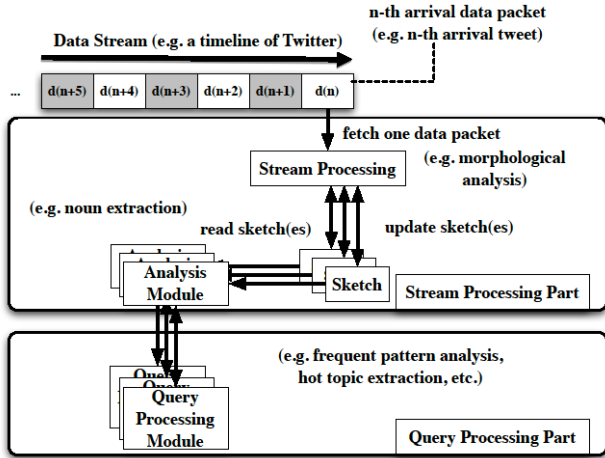 n-th arrival data packet
(e.g. n-th arrival tweet)
Data Stream (e.g. a timeline of Twitter)
... d(n+5) d(n+4) d(n+3) d(n+2) d(n+1) d(n)
fetch one data packet
Stream Processing
(e.g. morphological
analysis)
(e.g. noun extraction)
read sketch(es)
update sketch(es)
Analysis
Module
Sketch
Stream Processing Part
(e.g. frequent pattern analysis,
hot topic extraction, etc.)
Query
Query
Query
Processing
Module
Query Processing Part